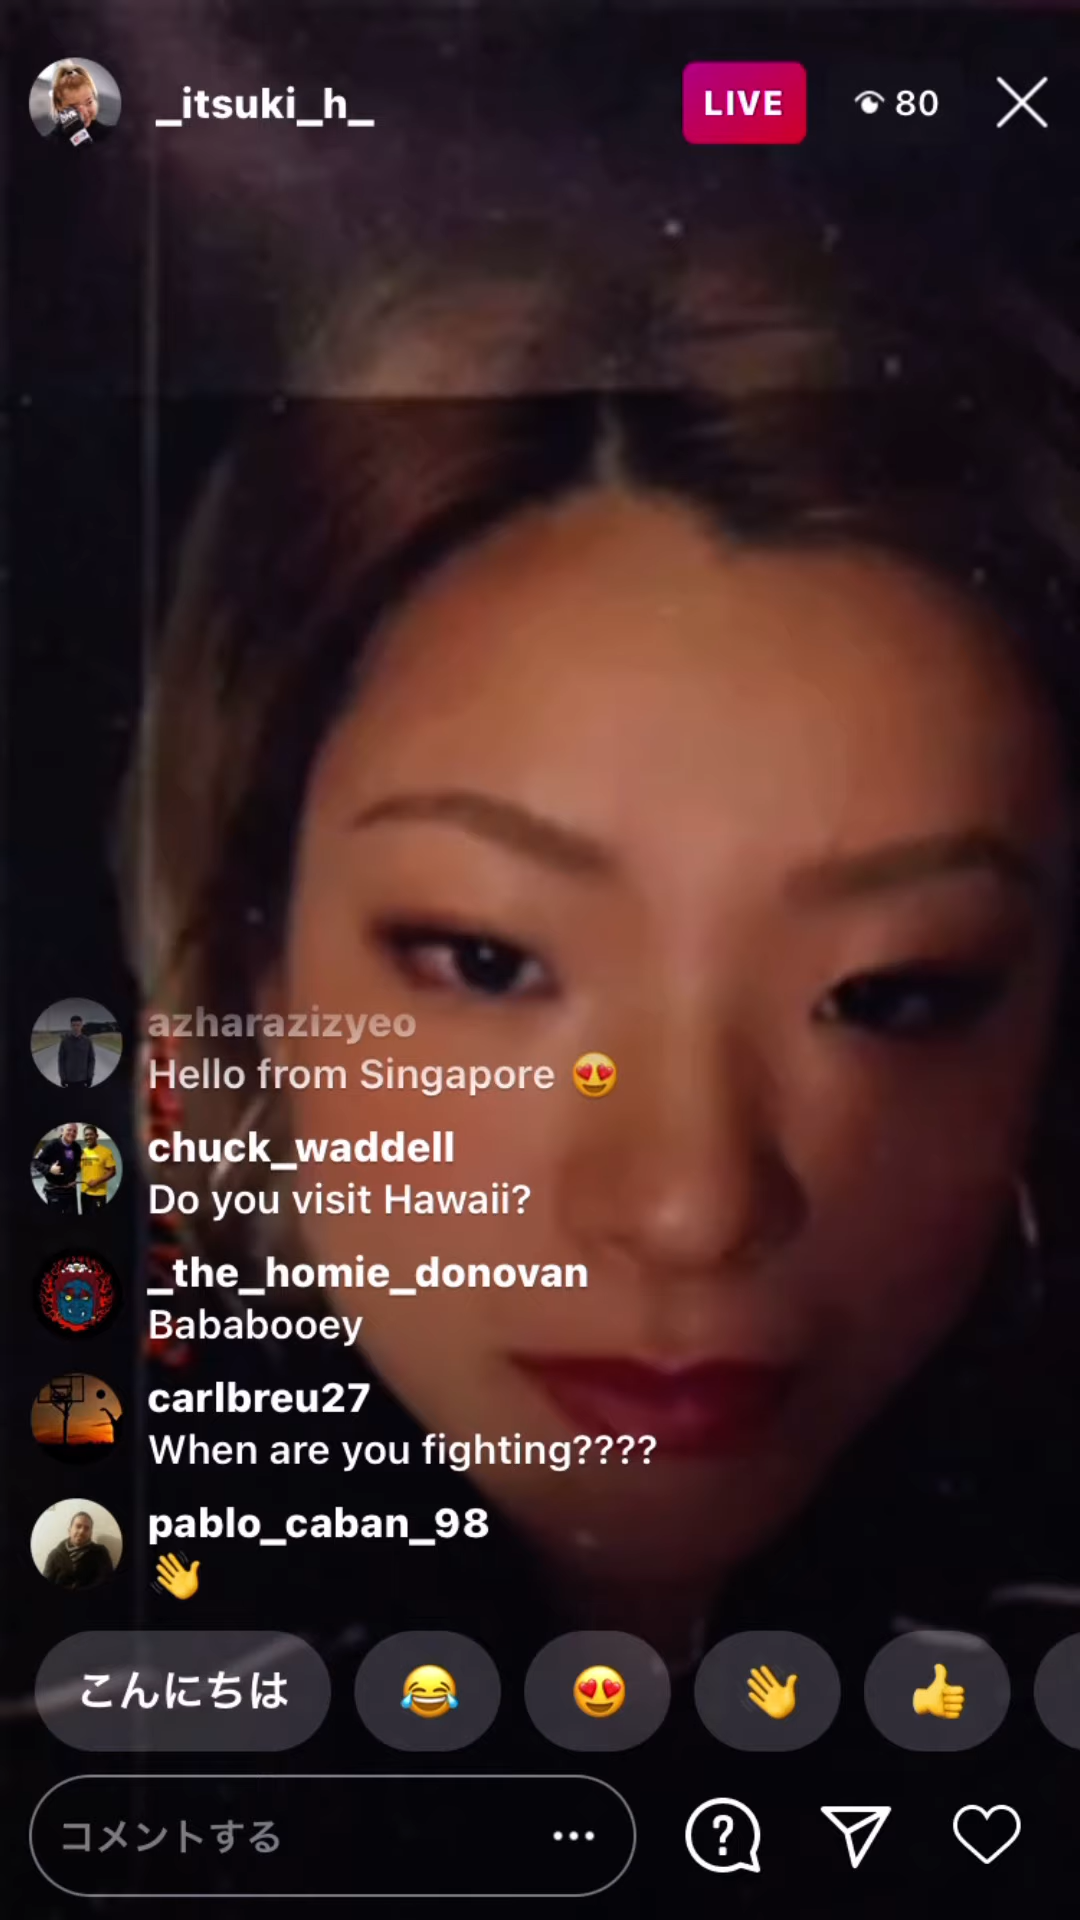 _itsuki_h_
LIVE
80
azharazizyeo
Hello from Singapore 😍
chuck_waddell
Do you visit Hawaii?
_the_homie_donovan
Bababooey
carlbreu27
When are you fighting????
pablo_caban_98
👋
こんにちは 😂 😍 👋 👍
コメントする